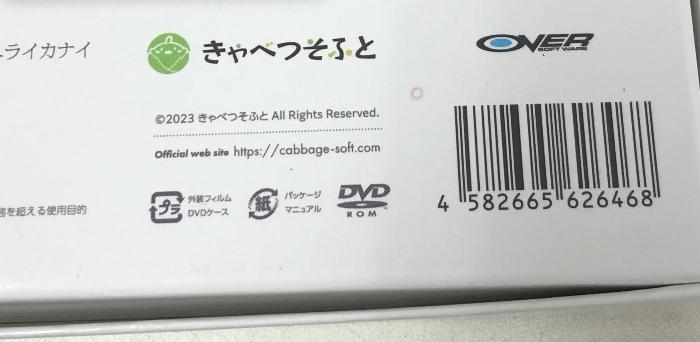 ライカナイ
きゃべつそふと
OVER
SOFT WARE
©2023 きゃべつそふと All Rights Reserved.
Official web site https://cabbage-soft.com
プラ
外装フィルム
DVDケース
紙
パッケージ
マニュアル
DVD
ROM
を超える使用目的
4 582665 626468